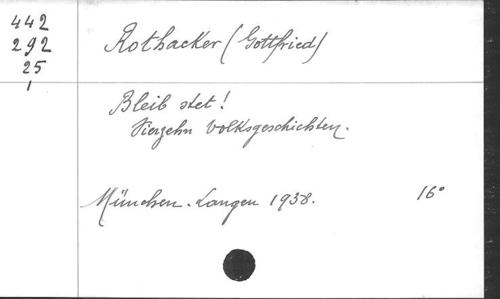 442
292
25
1
Rothacker (Gottfried)
Bleib stet!
Vierzehn Volksgeschichten.
München. Langen 1938.
16°